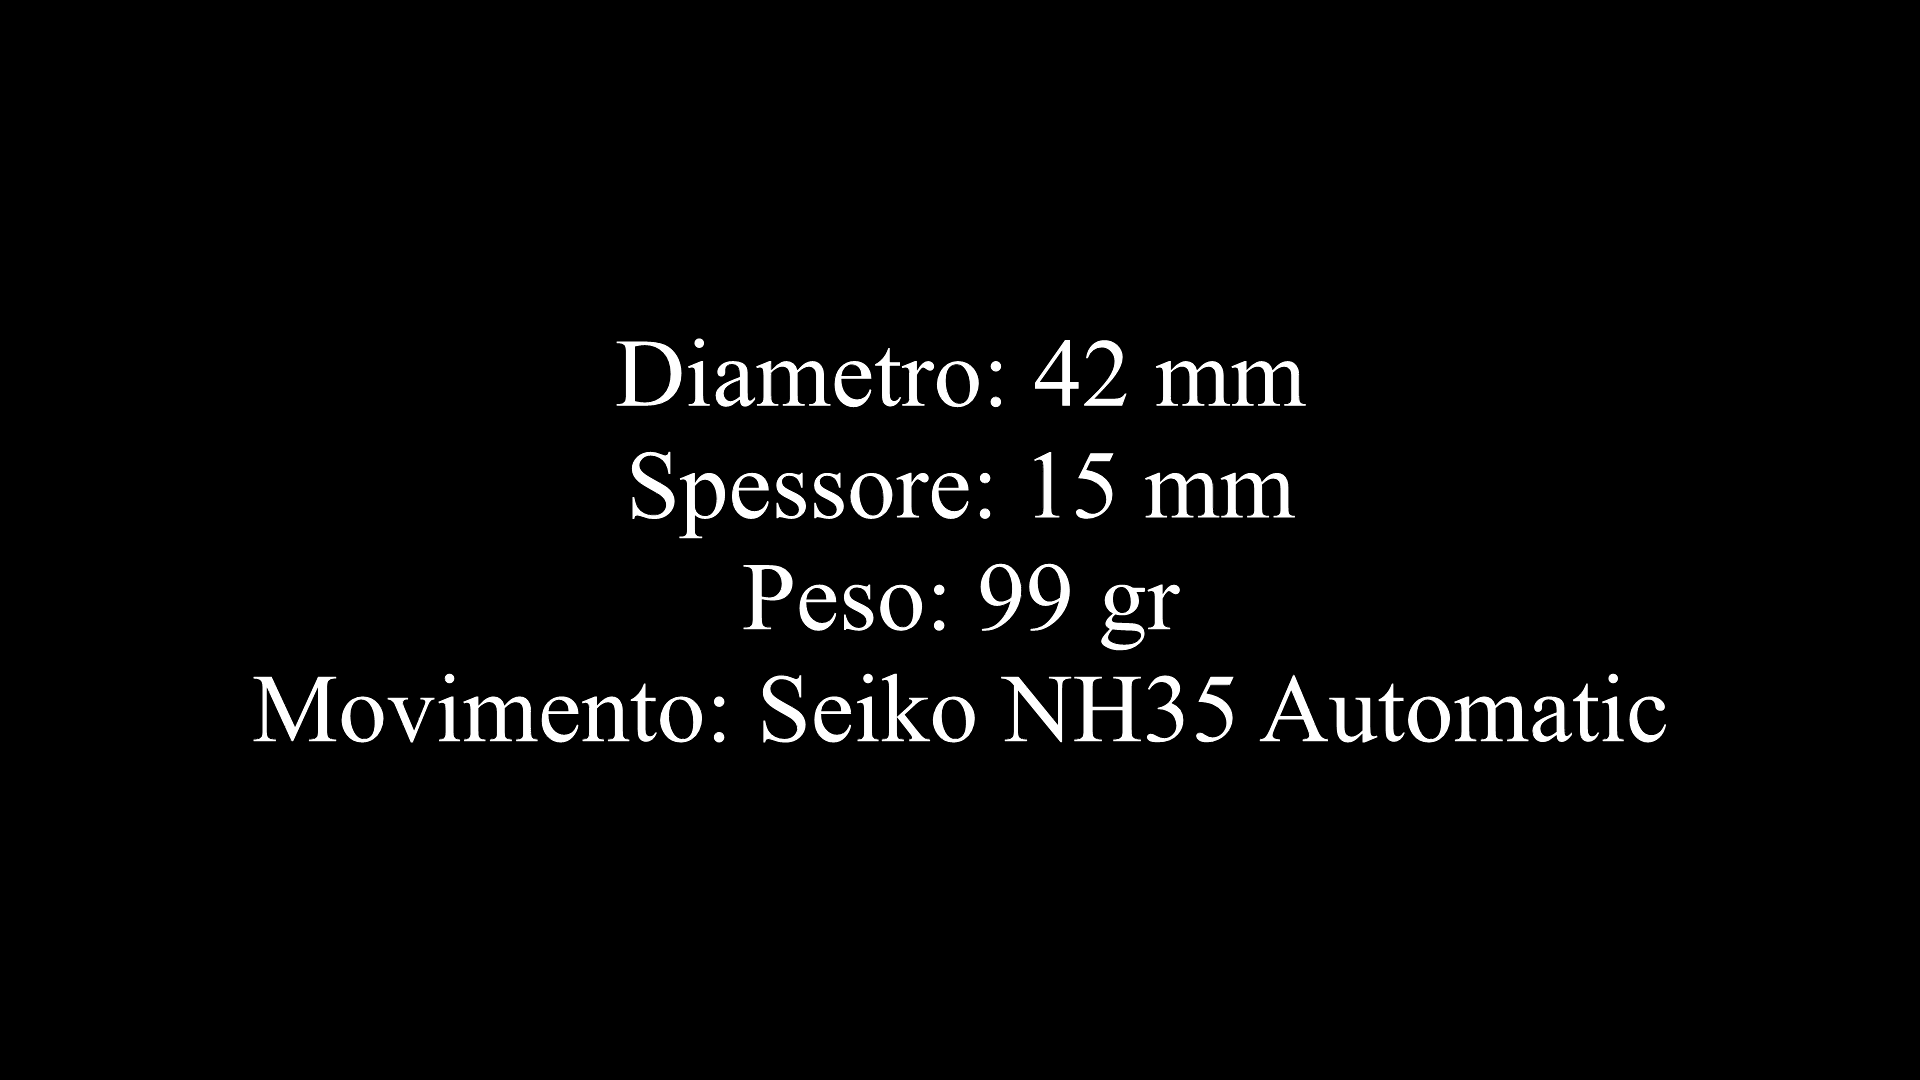 Diametro: 42 mm
Spessore: 15 mm
Peso: 99 gr
Movimento: Seiko NH35 Automatic